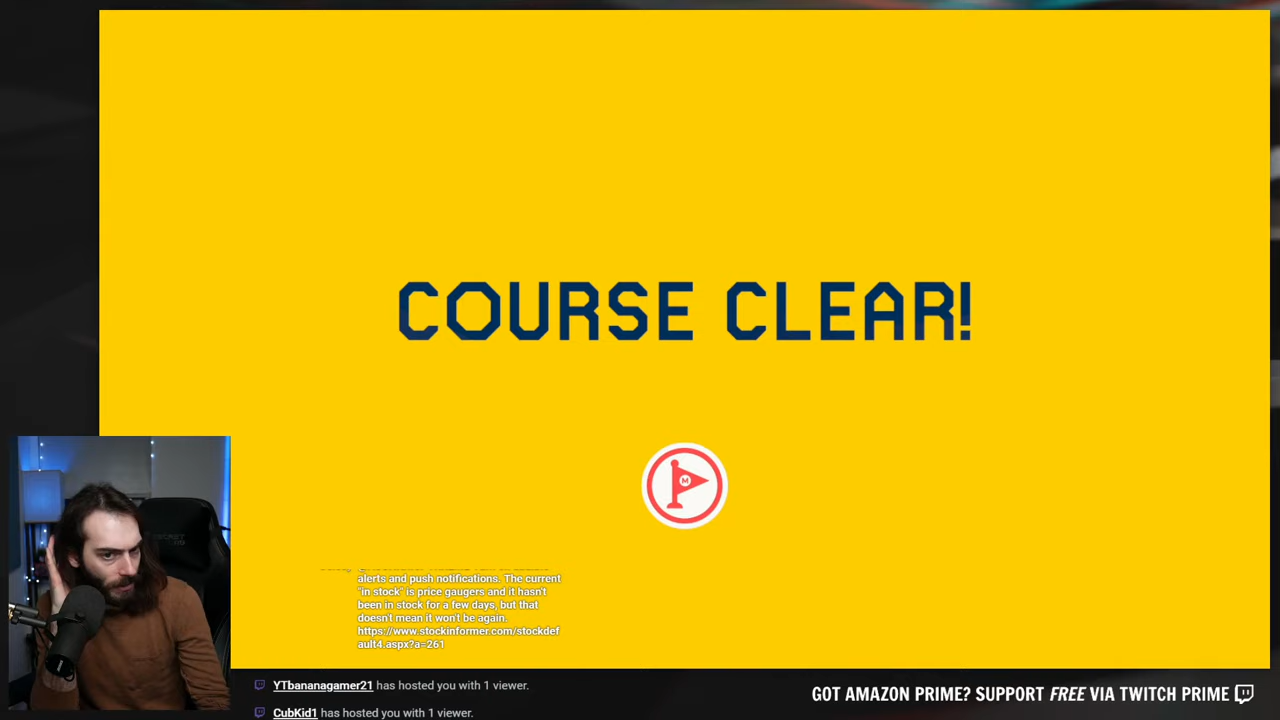 COURSE CLEAR!
M
alerts and push notifications. The current
"in stock" is price gaugers and it hasn't
been in stock for a few days, but that
doesn't mean it won't be again.
https://www.stockinformer.com/stockdef
ault4.aspx?a=261
YTbananagamer21 has hosted you with 1 viewer.
CubKid1 has hosted you with 1 viewer.
GOT AMAZON PRIME? SUPPORT FREE VIA TWITCH PRIME